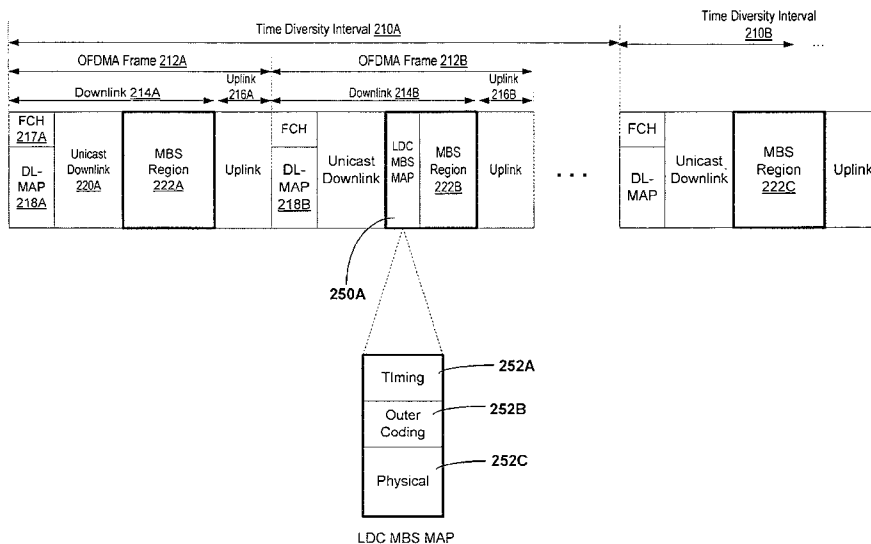 Time Diversity Interval 210A
Time Diversity Interval
210B
...
OFDMA Frame 212A
OFDMA Frame 212B
Downlink 214A
Uplink
216A
Downlink 214B
Uplink
216B
FCH
217A
DL-
MAP
218A
Unicast
Downlink
220A
MBS
Region
222A
Uplink
FCH
DL-
MAP
218B
Unicast
Downlink
LDC
MBS
MAP
MBS
Region
222B
Uplink
...
FCH
DL-
MAP
Unicast
Downlink
MBS
Region
222C
Uplink
250A
Timing
252A
Outer
Coding
252B
Physical
252C
LDC MBS MAP